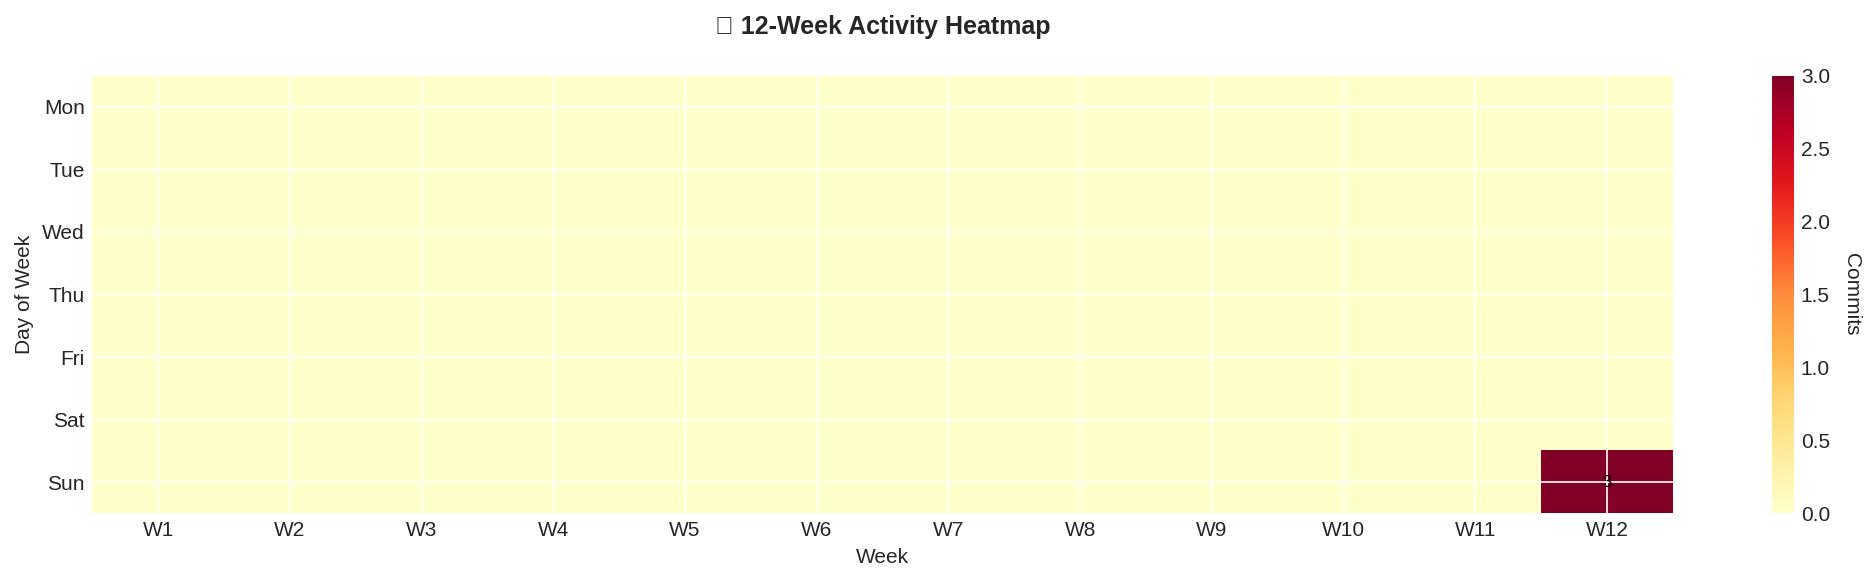 12-Week Activity Heatmap
Mon
Tue
Wed
Thu
Fri
Sat
Sun
Day of Week
3
W1 W2 W3 W4 W5 W6 W7 W8 W9 W10 W11 W12
Week
3.0
2.5
2.0
1.5
1.0
0.5
0.0
Commits